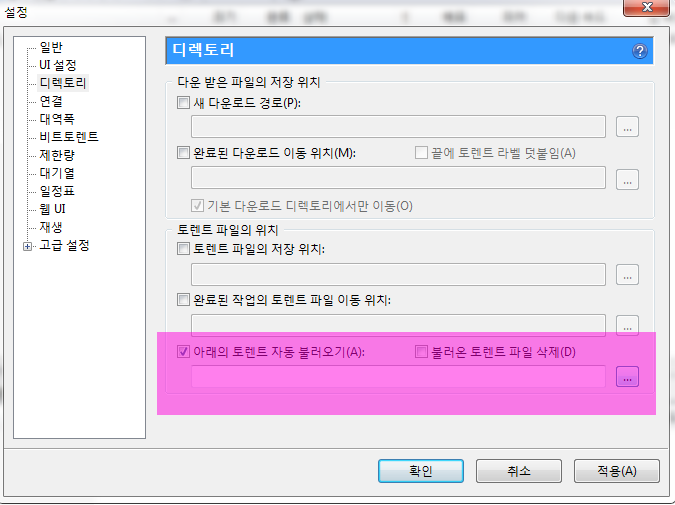 설정
일반
UI 설정
디렉토리
연결
대역폭
비트토렌트
제한량
대기열
일정표
웹 UI
재생
고급 설정
디렉토리
다운 받은 파일의 저장 위치
새 다운로드 경로(P):
...
완료된 다운로드 이동 위치(M): 끝에 토렌트 라벨 덧붙임(A)
...
기본 다운로드 디렉토리에서만 이동(O)
토렌트 파일의 위치
토렌트 파일의 저장 위치:
...
완료된 작업의 토렌트 파일 이동 위치:
...
아래의 토렌트 자동 불러오기(A): 불러온 토렌트 파일 삭제(D)
...
확인 취소 적용(A)